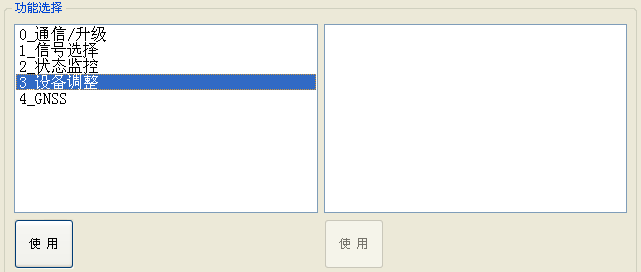 功能选择
0_通信/升级
1_信号选择
2_状态监控
3_设备调整
4_GNSS
使 用
使 用